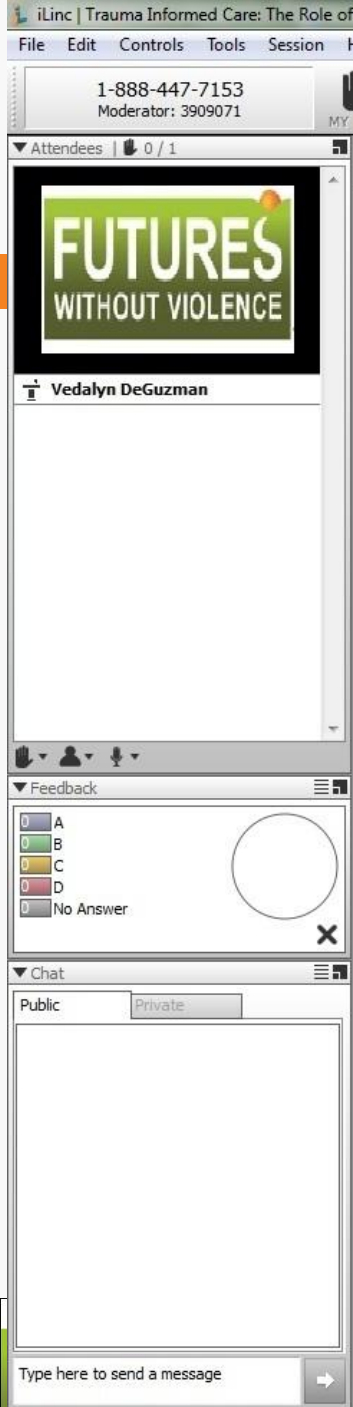 iLinc | Trauma Informed Care: The Role of
File Edit Controls Tools Session H
1-888-447-7153
Moderator: 3909071
MY
Attendees | 0 / 1
FUTURES
WITHOUT VIOLENCE
Vedalyn DeGuzman
Feedback
0 A
0 B
0 C
0 D
0 No Answer
Chat
Public Private
Type here to send a message